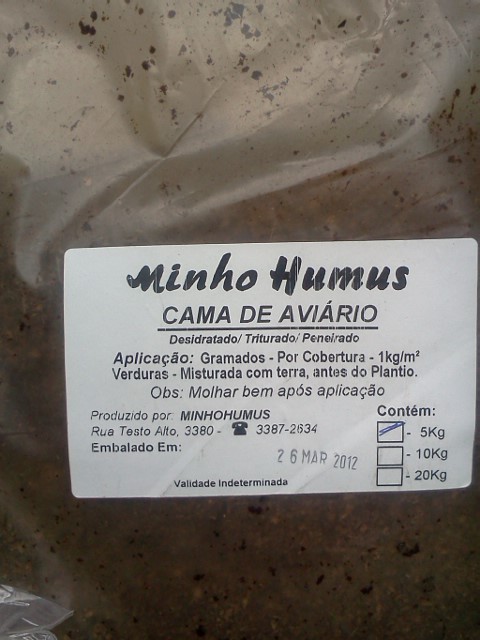 Minho Humus
CAMA DE AVIÁRIO
Desidratado/ Triturado/ Peneirado
Aplicação: Gramados - Por Cobertura - 1kg/m²
Verduras - Misturada com terra, antes do Plantio.
Obs: Molhar bem após aplicação
Produzido por: MINHOHUMUS
Rua Testo Alto, 3380 - ☎ 3387-2634
Embalado Em:
26 MAR 2012
Validade Indeterminada
Contém:
- 5Kg
- 10Kg
- 20Kg